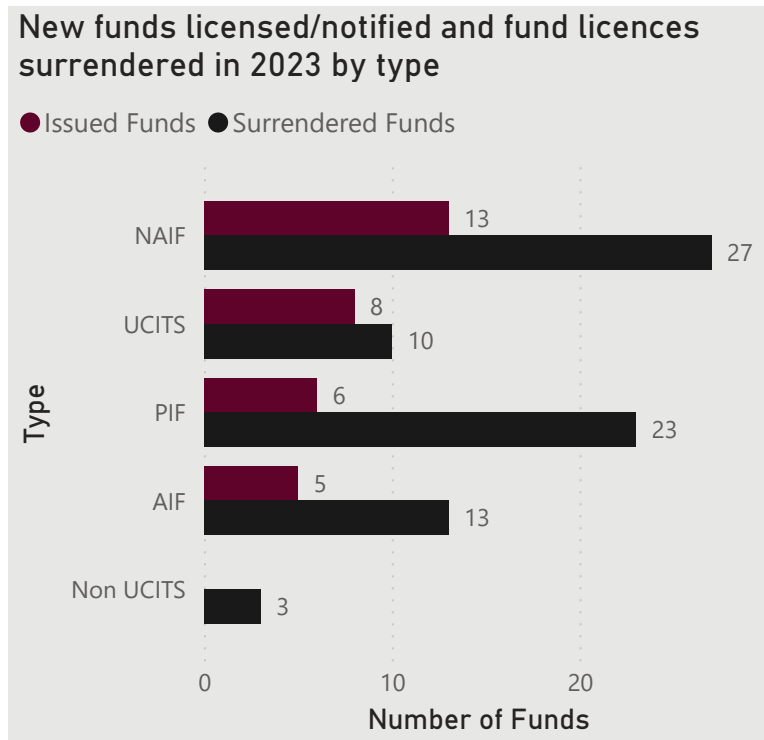 New funds licensed/notified and fund licences
surrendered in 2023 by type
Issued Funds Surrendered Funds
NAIF
13
27
UCITS
8
10
PIF
6
23
AIF
5
13
Non UCITS
3
Type
0 10 20
Number of Funds